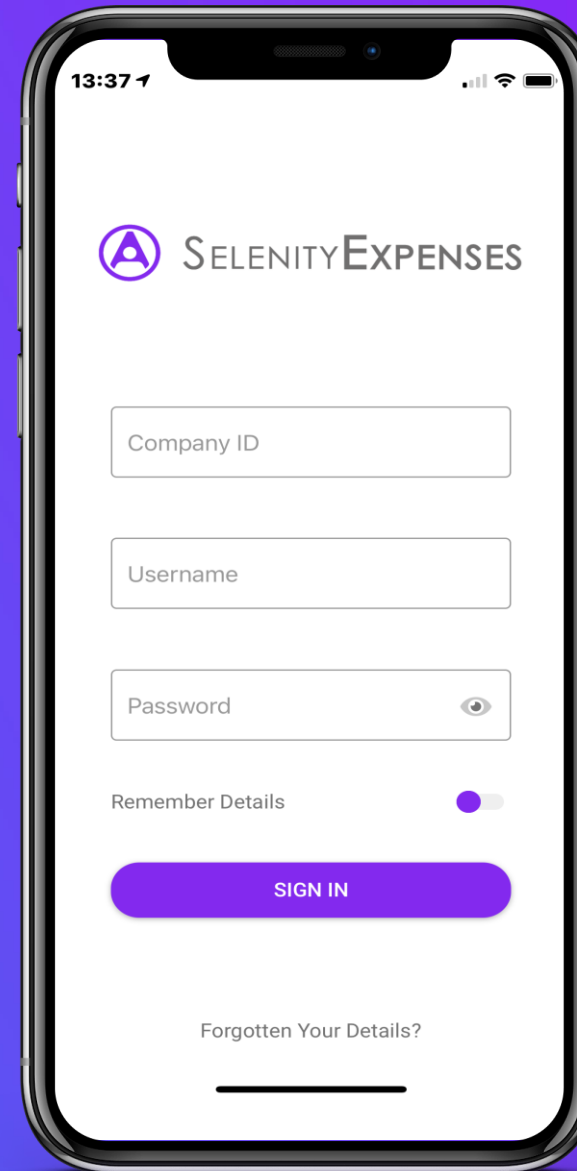 13:37
SELENITYEXPENSES
Company ID
Username
Password
Remember Details
SIGN IN
Forgotten Your Details?